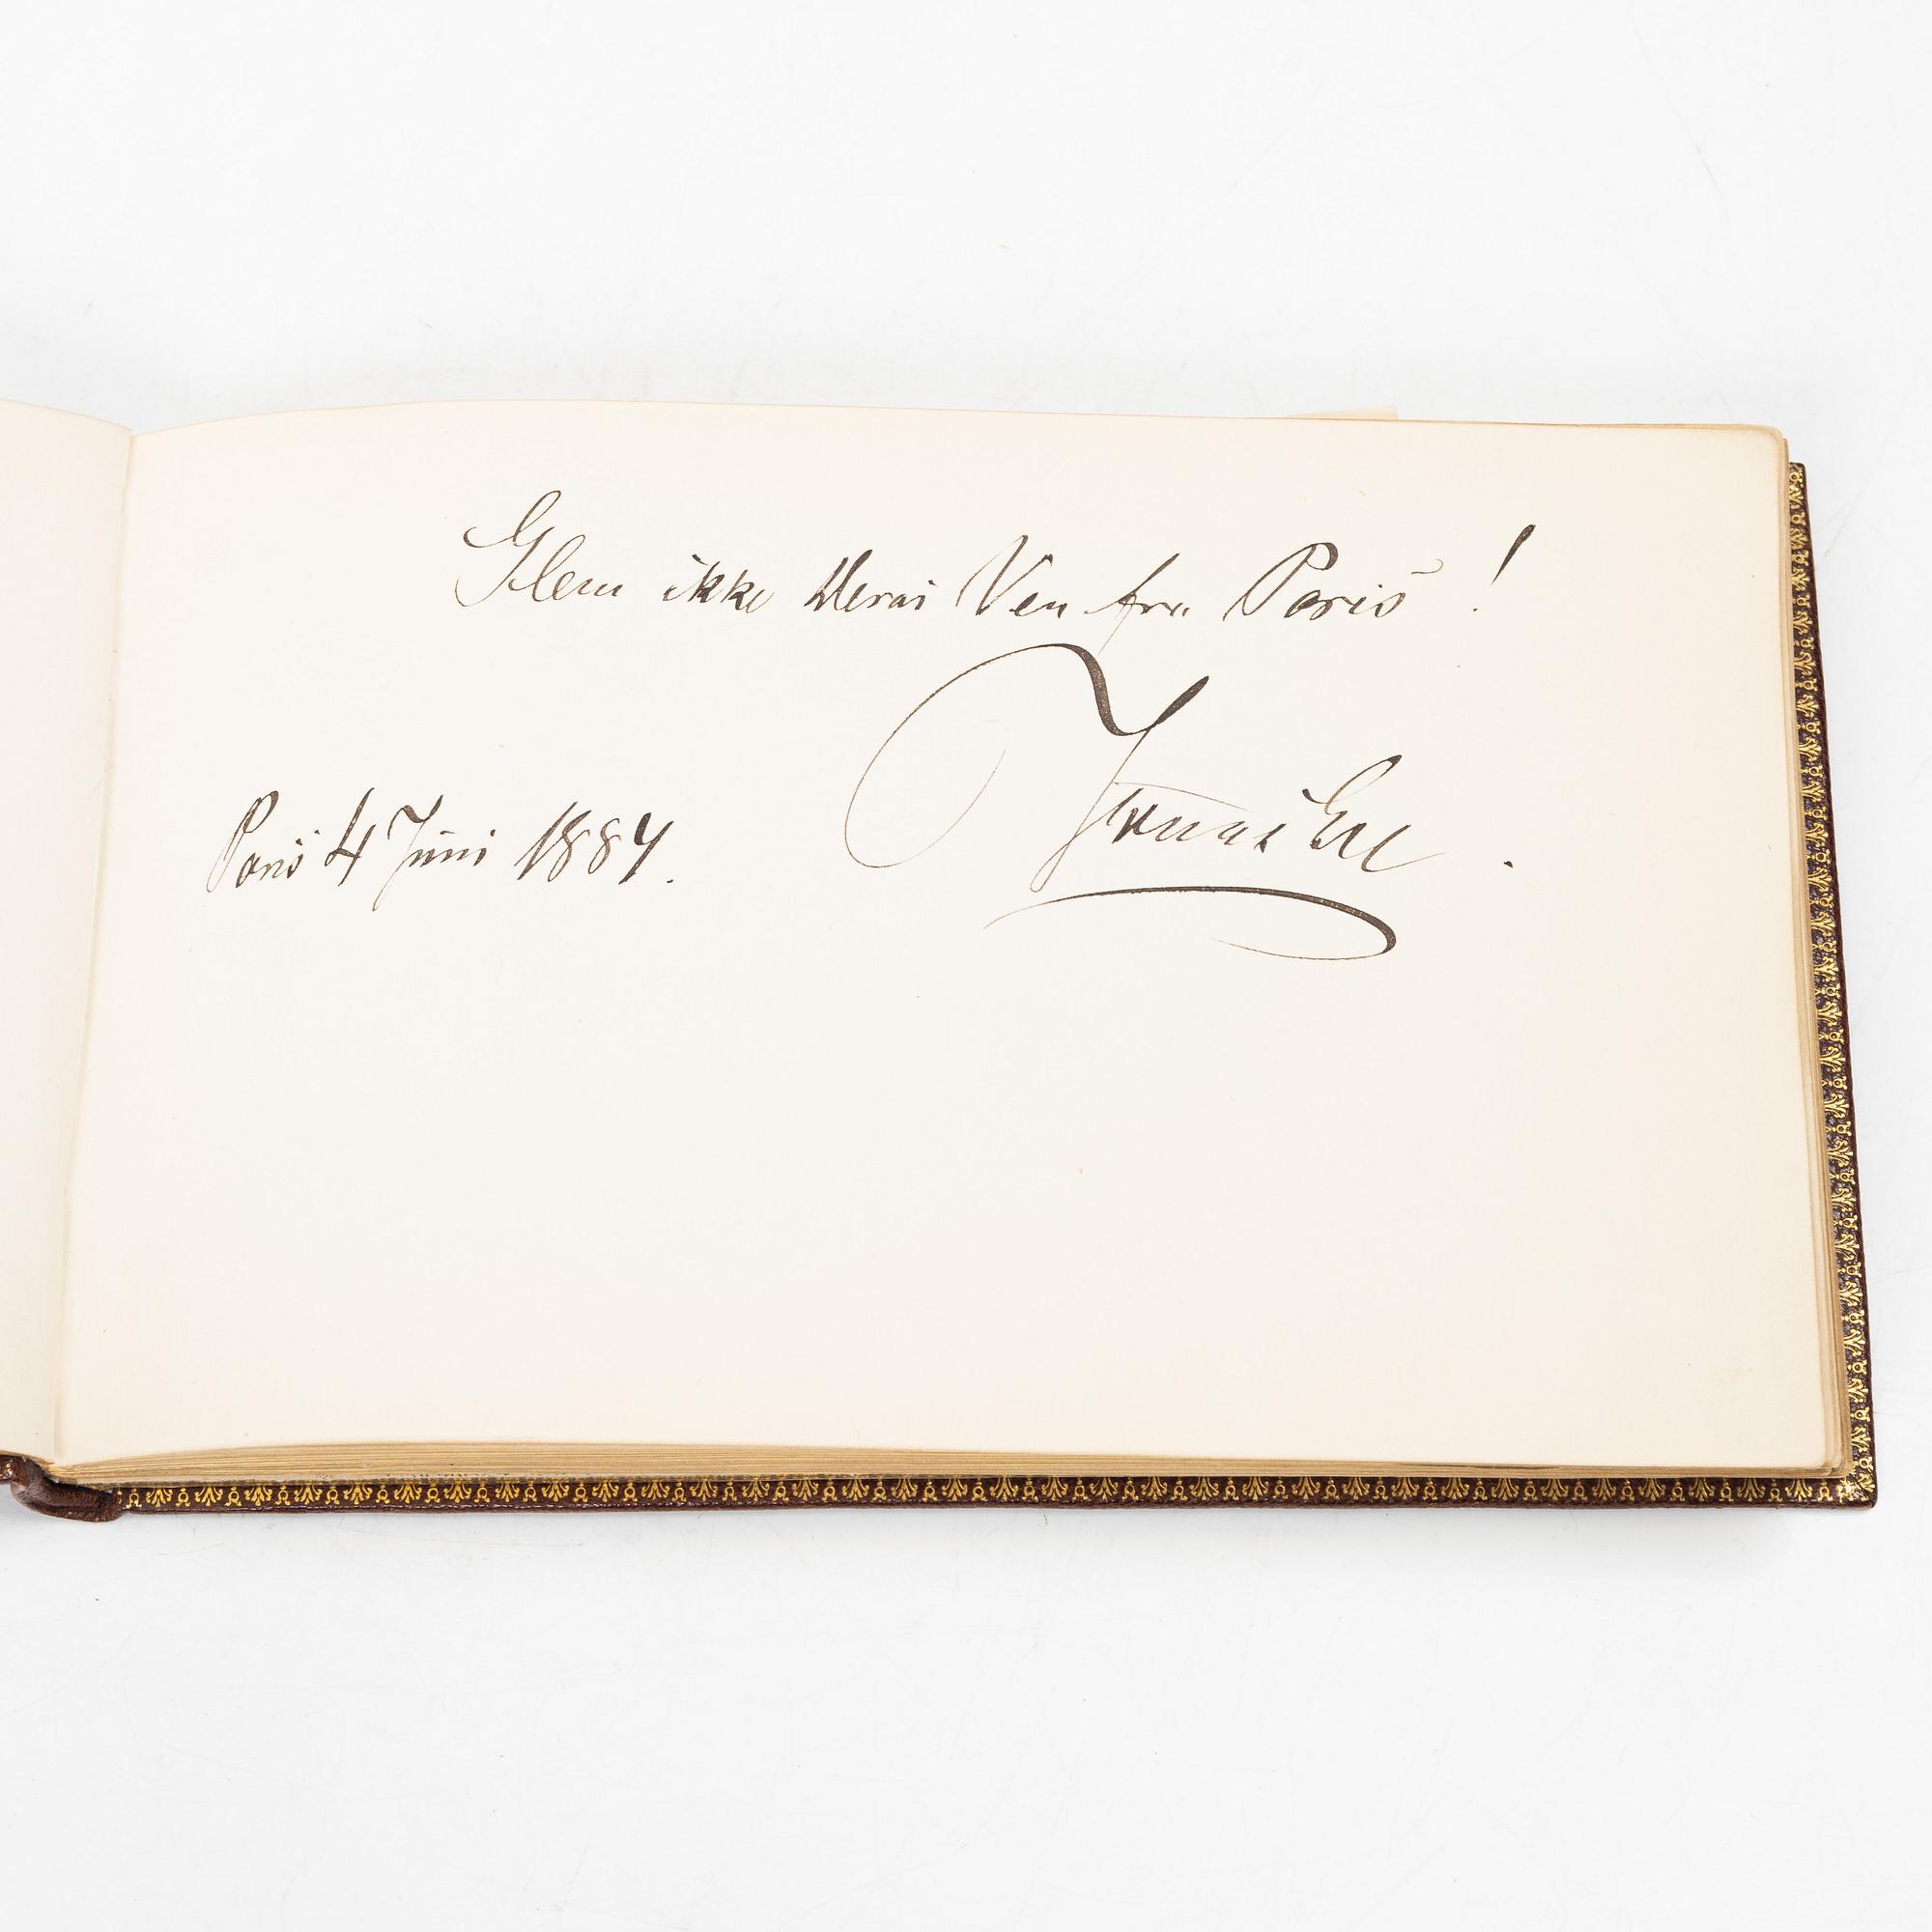 Glem ikke Deres Ven fra Paris!
Paris 4 Juni 1884.